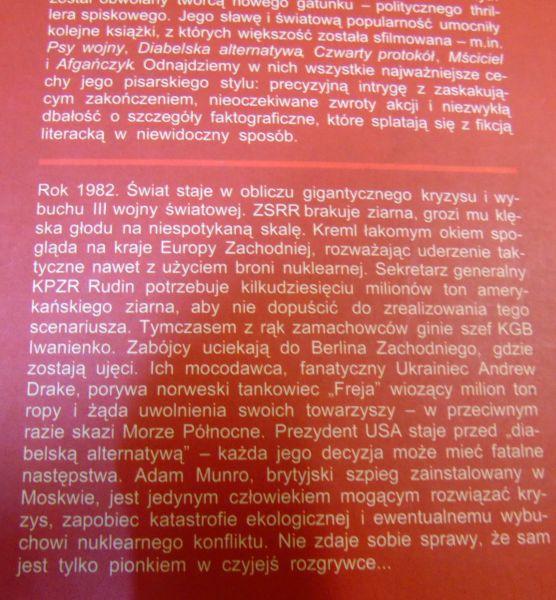 został obwołany twórcą nowego gatunku – politycznego thril-
lera spiskowego. Jego sławę i światową popularność umocniły
kolejne książki, z których większość została sfilmowana – m.in.
Psy wojny, Diabelska alternatywa, Czwarty protokół, Mściciel
i Afgańczyk. Odnajdziemy w nich wszystkie najważniejsze ce-
chy jego pisarskiego stylu: precyzyjną intrygę z zaskakują-
cym zakończeniem, nieoczekiwane zwroty akcji i niezwykłą
dbałość o szczegóły faktograficzne, które splatają się z fikcją
literacką w niewidoczny sposób.
Rok 1982. Świat staje w obliczu gigantycznego kryzysu i wy-
buchu III wojny światowej. ZSRR brakuje ziarna, grozi mu klę-
ska głodu na niespotykaną skalę. Kreml łakomym okiem spo-
gląda na kraje Europy Zachodniej, rozważając uderzenie tak-
tyczne nawet z użyciem broni nuklearnej. Sekretarz generalny
KPZR Rudin potrzebuje kilkudziesięciu milionów ton amery-
kańskiego ziarna, aby nie dopuścić do zrealizowania tego
scenariusza. Tymczasem z rąk zamachowców ginie szef KGB
Iwanienko. Zabójcy uciekają do Berlina Zachodniego, gdzie
zostają ujęci. Ich mocodawca, fanatyczny Ukrainiec Andrew
Drake, porywa norweski tankowiec „Freja” wiozący milion ton
ropy i żąda uwolnienia swoich towarzyszy – w przeciwnym
razie skazi Morze Północne. Prezydent USA staje przed „dia-
belską alternatywą” – każda jego decyzja może mieć fatalne
następstwa. Adam Munro, brytyjski szpieg zainstalowany w
Moskwie, jest jedynym człowiekiem mogącym rozwiązać kry-
zys, zapobiec katastrofie ekologicznej i ewentualnemu wybu-
chowi nuklearnego konfliktu. Nie zdaje sobie sprawy, że sam
jest tylko pionkiem w czyjejś rozgrywce...